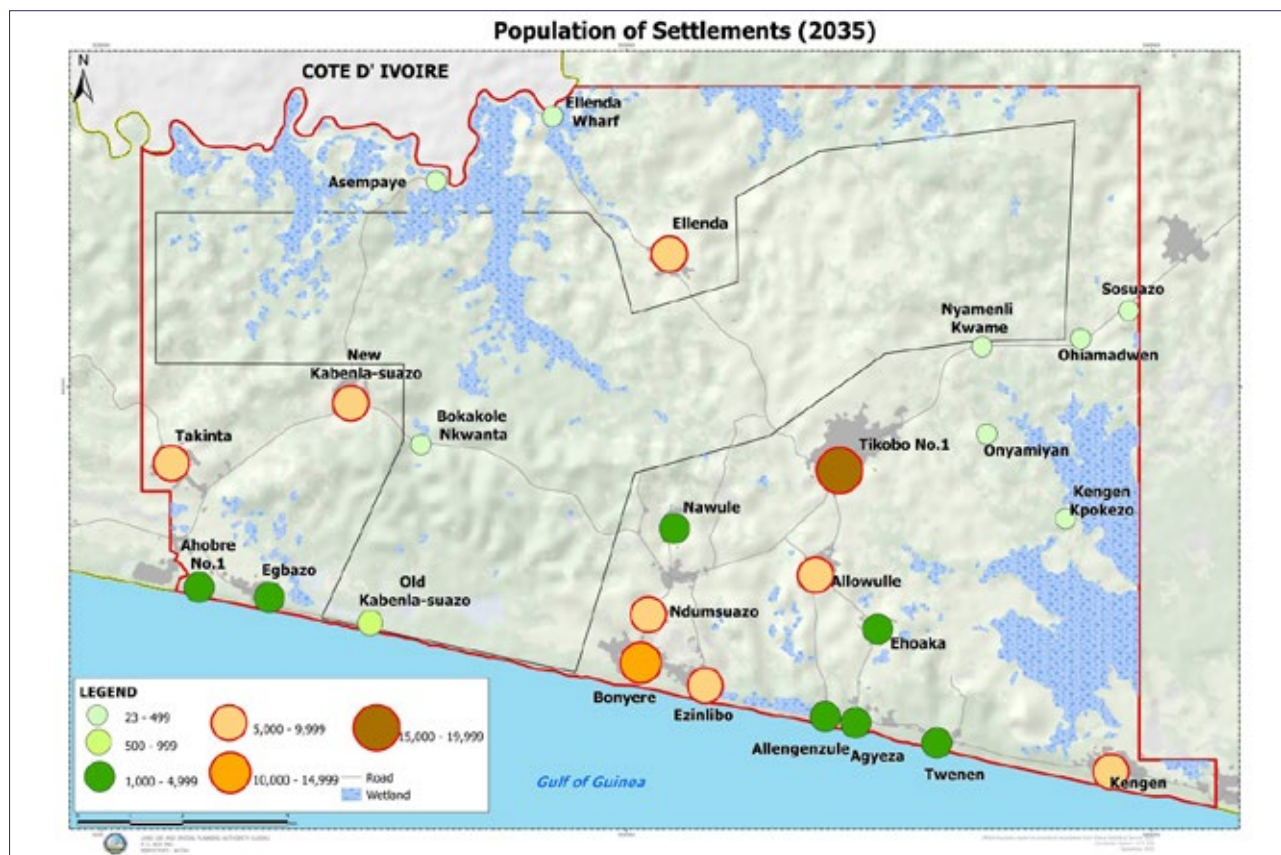 Population of Settlements (2035)
N
COTE D' IVOIRE
Ellenda
Wharf
Asempaye
Ellenda
Sosuazo
Nyamenli
Kwame
Ohiamadwen
New
Kabenla-suazo
Bokakole
Nkwanta
Takinta
Tikobo No.1
Onyamiyan
Kengen
Kpokezo
Nawule
Ahobre
No.1
Egbazo
Old
Kabenla-suazo
Allowulle
Ndumsuazo
Ehoaka
Bonyere
Ezinlibo
Allengenzule
Agyeza
Twenen
Kengen
Gulf of Guinea
LEGEND
23 - 499
500 - 999
1,000 - 4,999
5,000 - 9,999
10,000 - 14,999
15,000 - 19,999
Road
Wetland